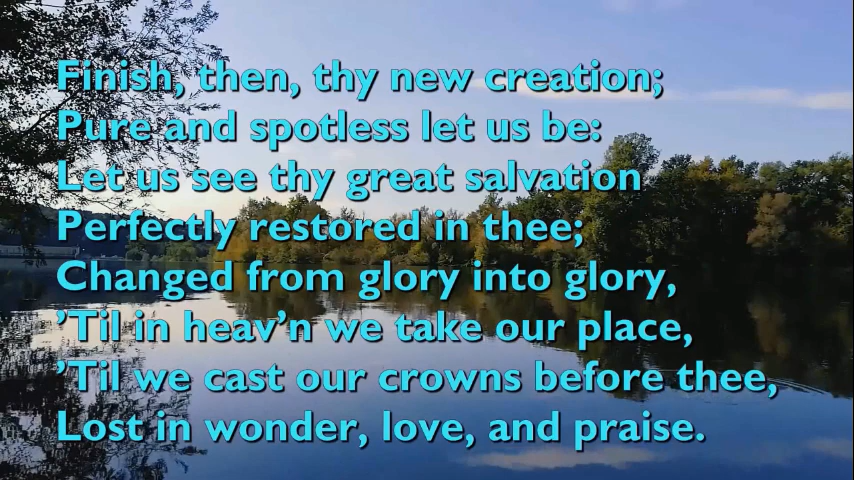 Finish, then, thy new creation;
Pure and spotless let us be:
Let us see thy great salvation
Perfectly restored in thee;
Changed from glory into glory,
’Til in heav’n we take our place,
’Til we cast our crowns before thee,
Lost in wonder, love, and praise.